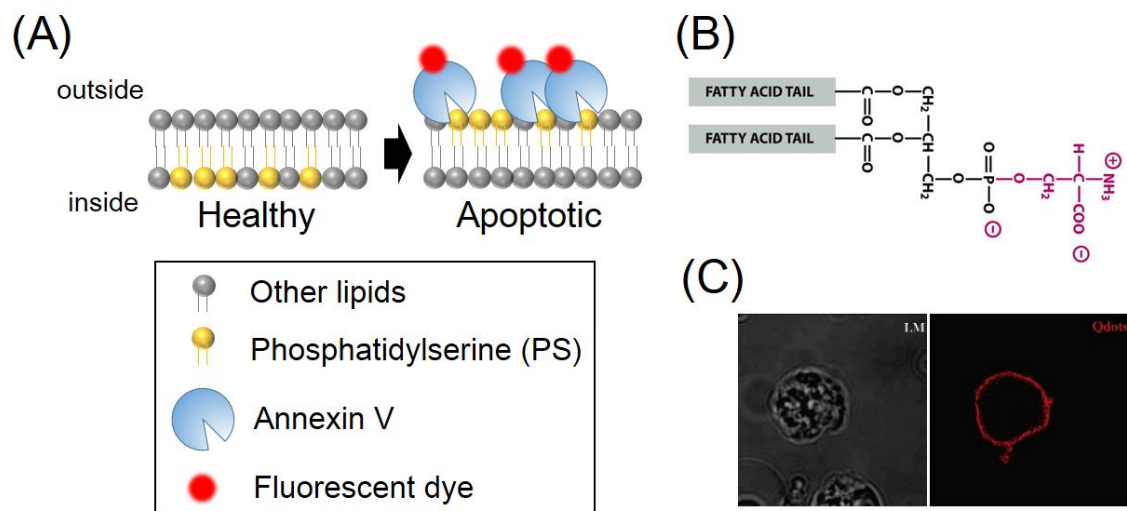 (A)
outside
inside
Healthy
Apoptotic
Other lipids
Phosphatidylserine (PS)
Annexin V
Fluorescent dye
(B)
FATTY ACID TAIL
C
O
O
CH₂
FATTY ACID TAIL
C
O
O
CH
CH₂
O
O
P
O
⊖
O
CH₂
H
C
COO
⊖
⊕
NH₃
(C)
LM
Qdots